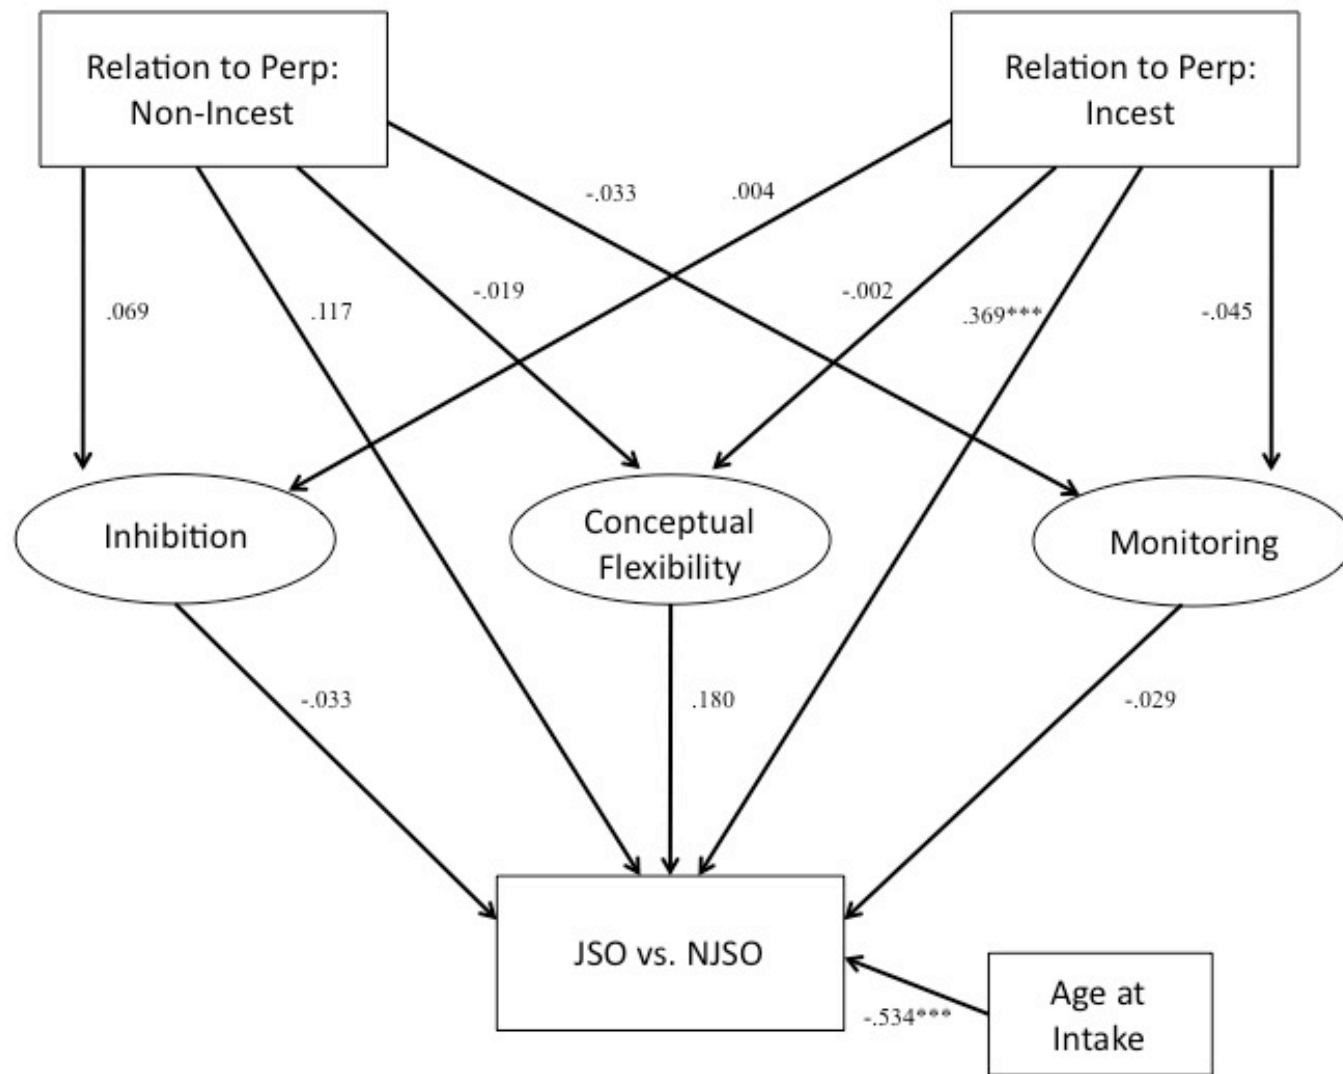 Relation to Perp:
Non-Incest
Relation to Perp:
Incest
-.033
.004
.069
.117
-.019
-.002
.369***
-.045
Inhibition
Conceptual
Flexibility
Monitoring
-.033
.180
-.029
JSO vs. NJSO
-.534***
Age at
Intake